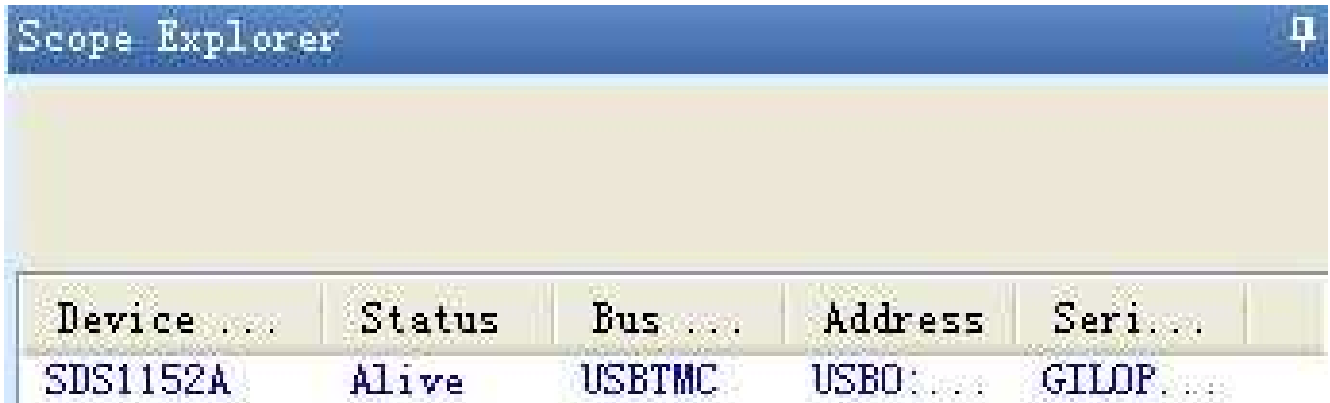 Scope Explorer
Device ... Status Bus ... Address Seri...
SDS1152A Alive USBTMC USB0:... GILOP...